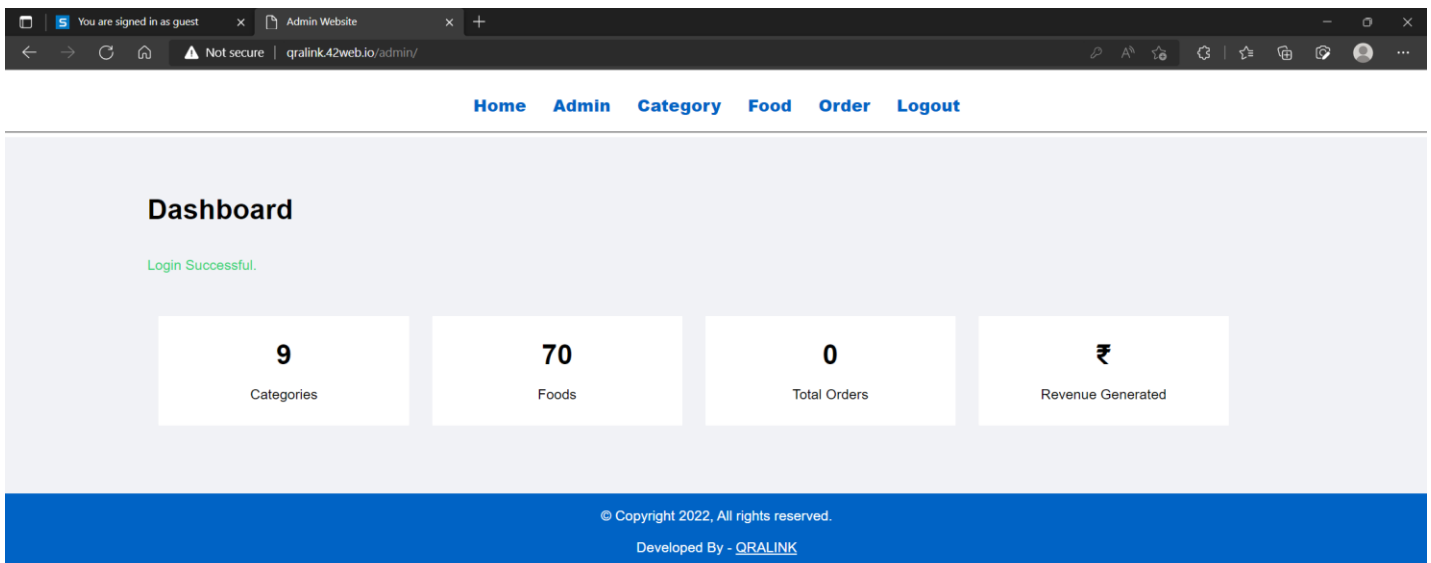 S You are signed in as guest Admin Website
Not secure qralink.42web.io/admin/
Home Admin Category Food Order Logout
Dashboard
Login Successful.
9 70 0 ₹
Categories Foods Total Orders Revenue Generated
© Copyright 2022, All rights reserved.
Developed By - QRALINK